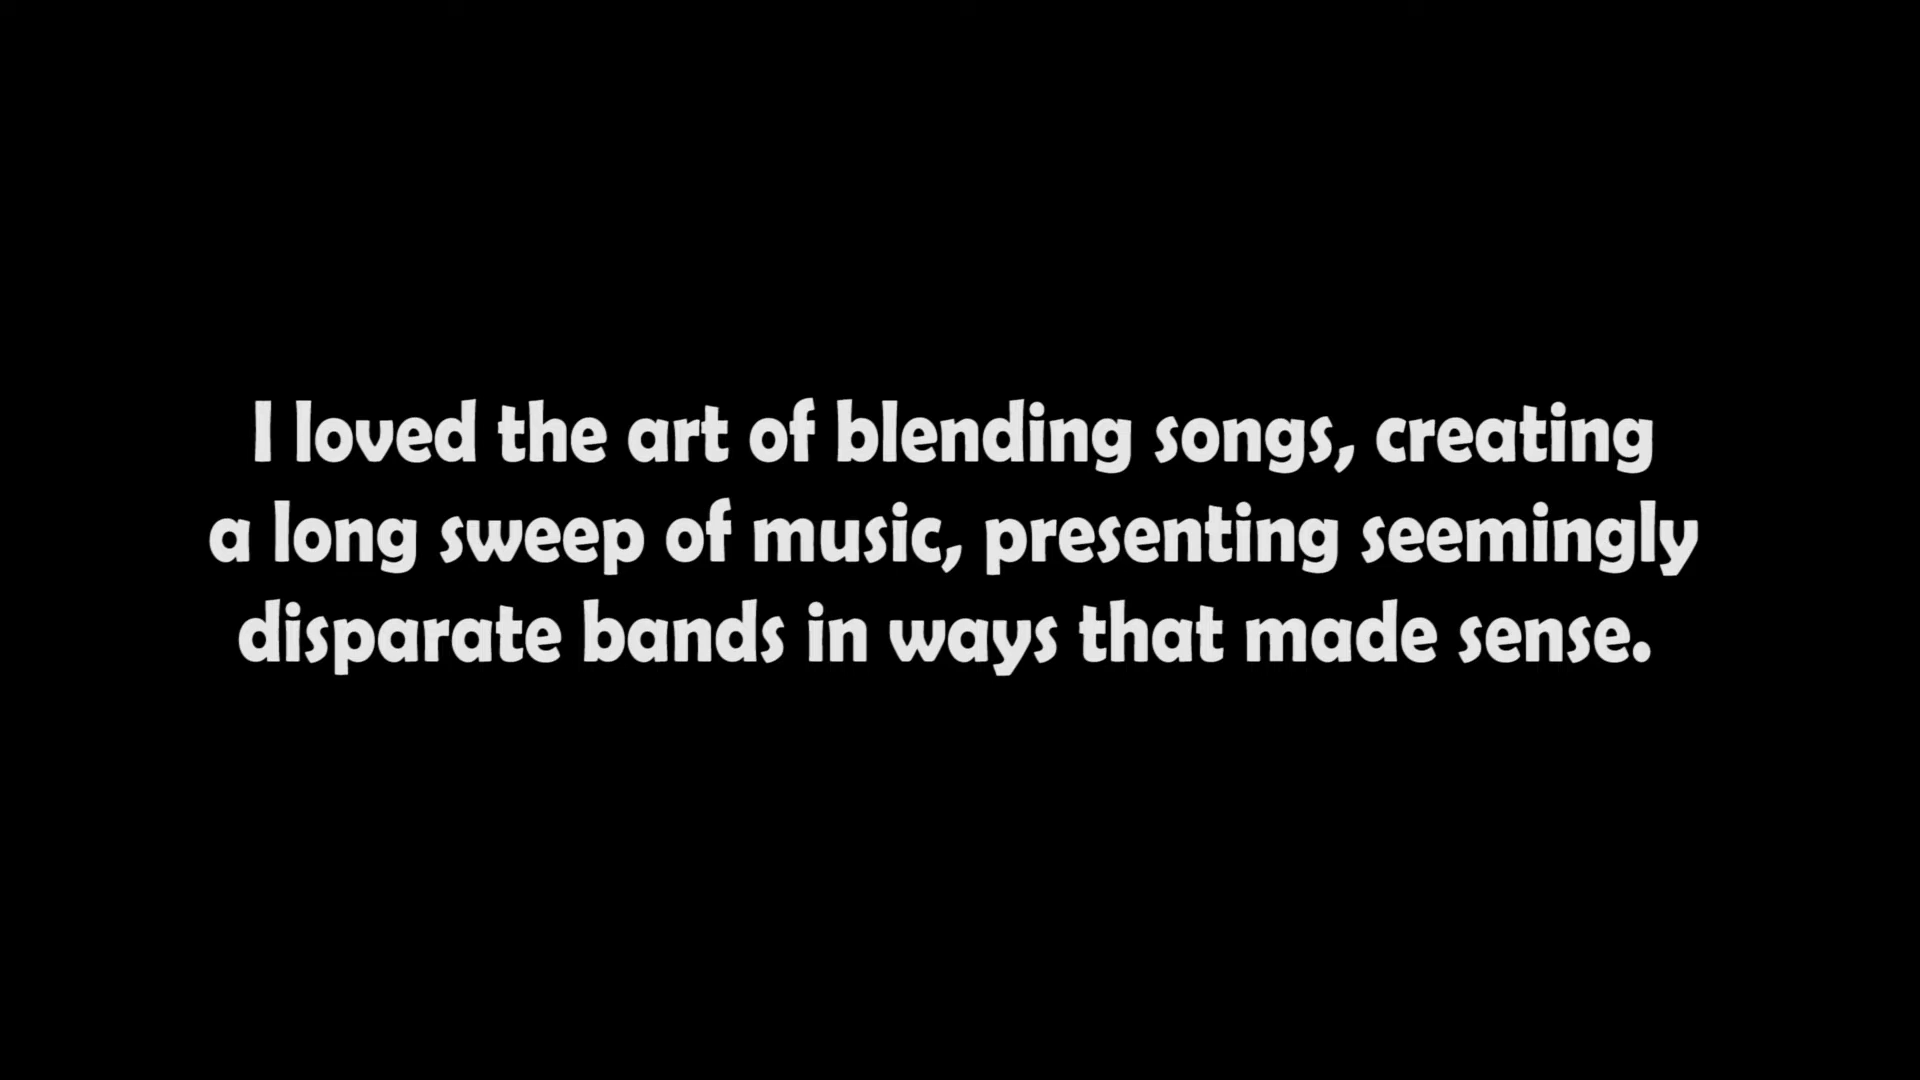 I loved the art of blending songs, creating
a long sweep of music, presenting seemingly
disparate bands in ways that made sense.